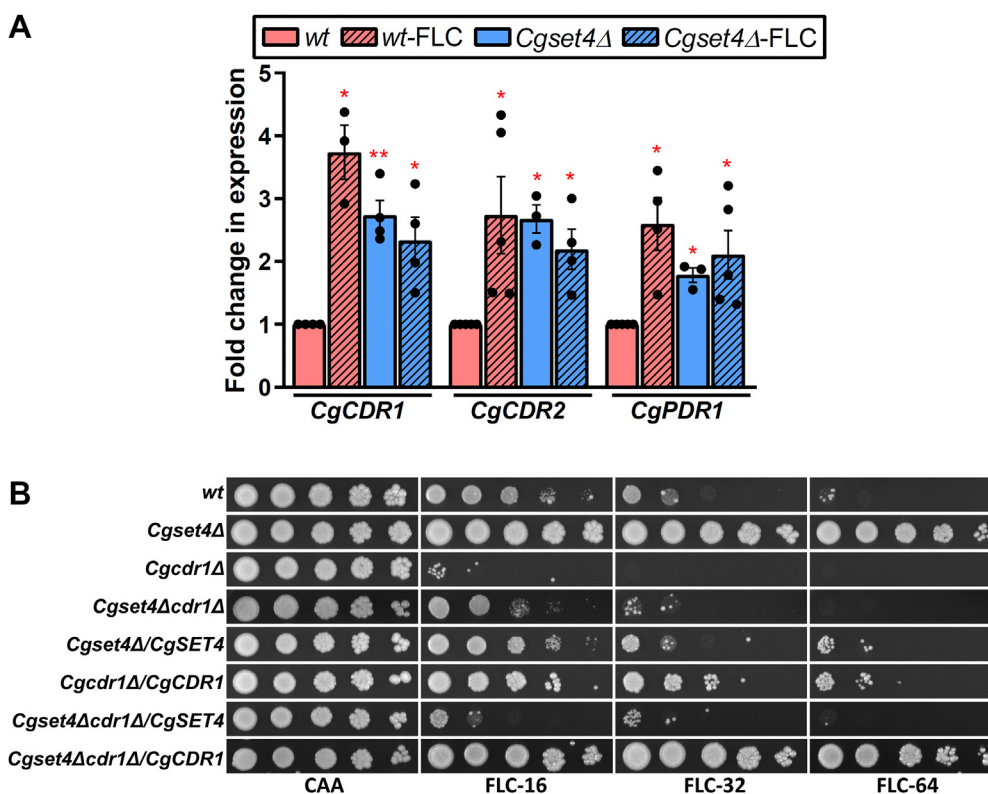 A
wt wt-FLC Cgset4Δ Cgset4Δ-FLC
Fold change in expression
5
4
3
2
1
0
*
**
*
*
*
*
*
*
*
CgCDR1 CgCDR2 CgPDR1
B
wt
Cgset4Δ
Cgcdr1Δ
Cgset4Δcdr1Δ
Cgset4Δ/CgSET4
Cgcdr1Δ/CgCDR1
Cgset4Δcdr1Δ/CgSET4
Cgset4Δcdr1Δ/CgCDR1
CAA FLC-16 FLC-32 FLC-64